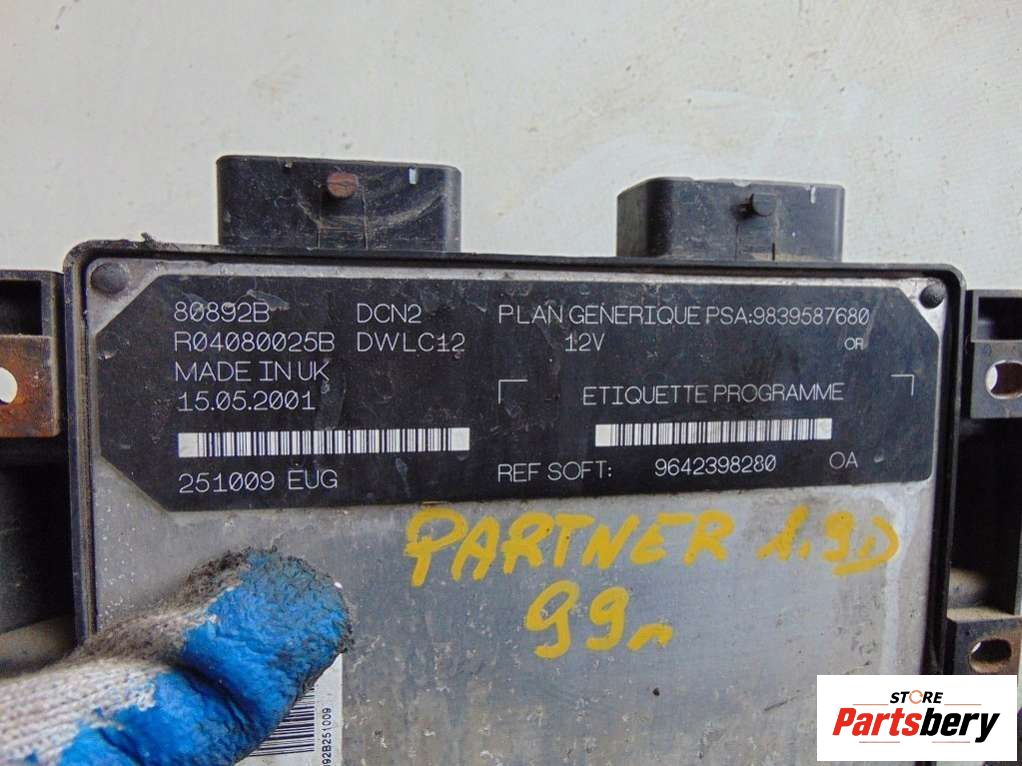 80892B DCN2 PLAN GENERIQUE PSA:9839587680
R04080025B DWLC12 12V OR
MADE IN UK
15.05.2001
ETIQUETTE PROGRAMME
251009 EUG REF SOFT: 9642398280 OA
PARTNER 1.9D
99г
092B251009
STORE
Partsbery